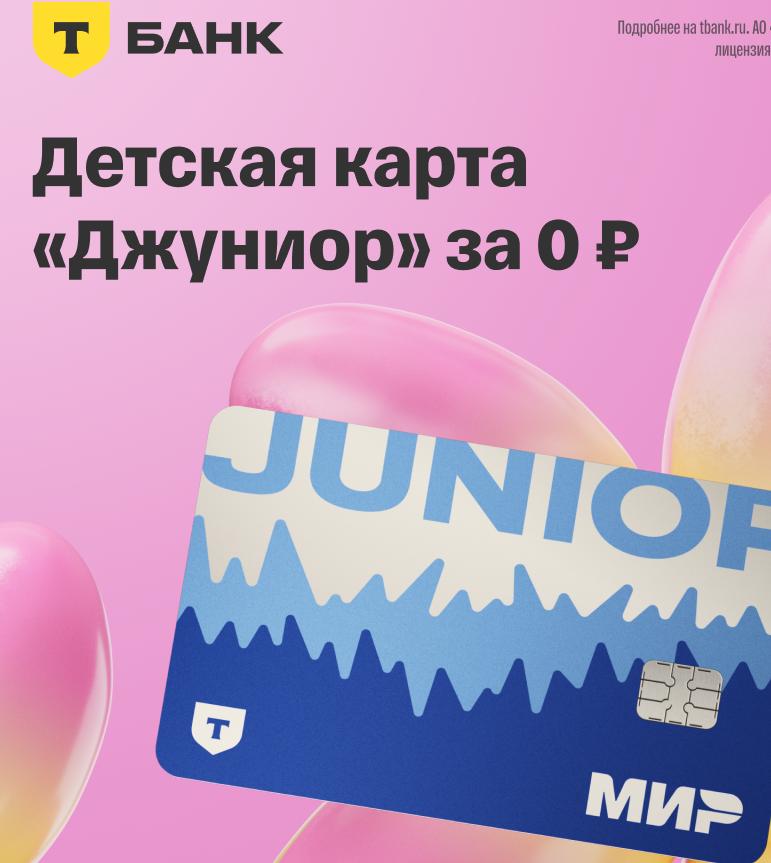 Т БАНК
Подробнее на tbank.ru. АО
лицензия
Детская карта
«Джуниор» за 0 ₽
JUNIOR
Т
МИР